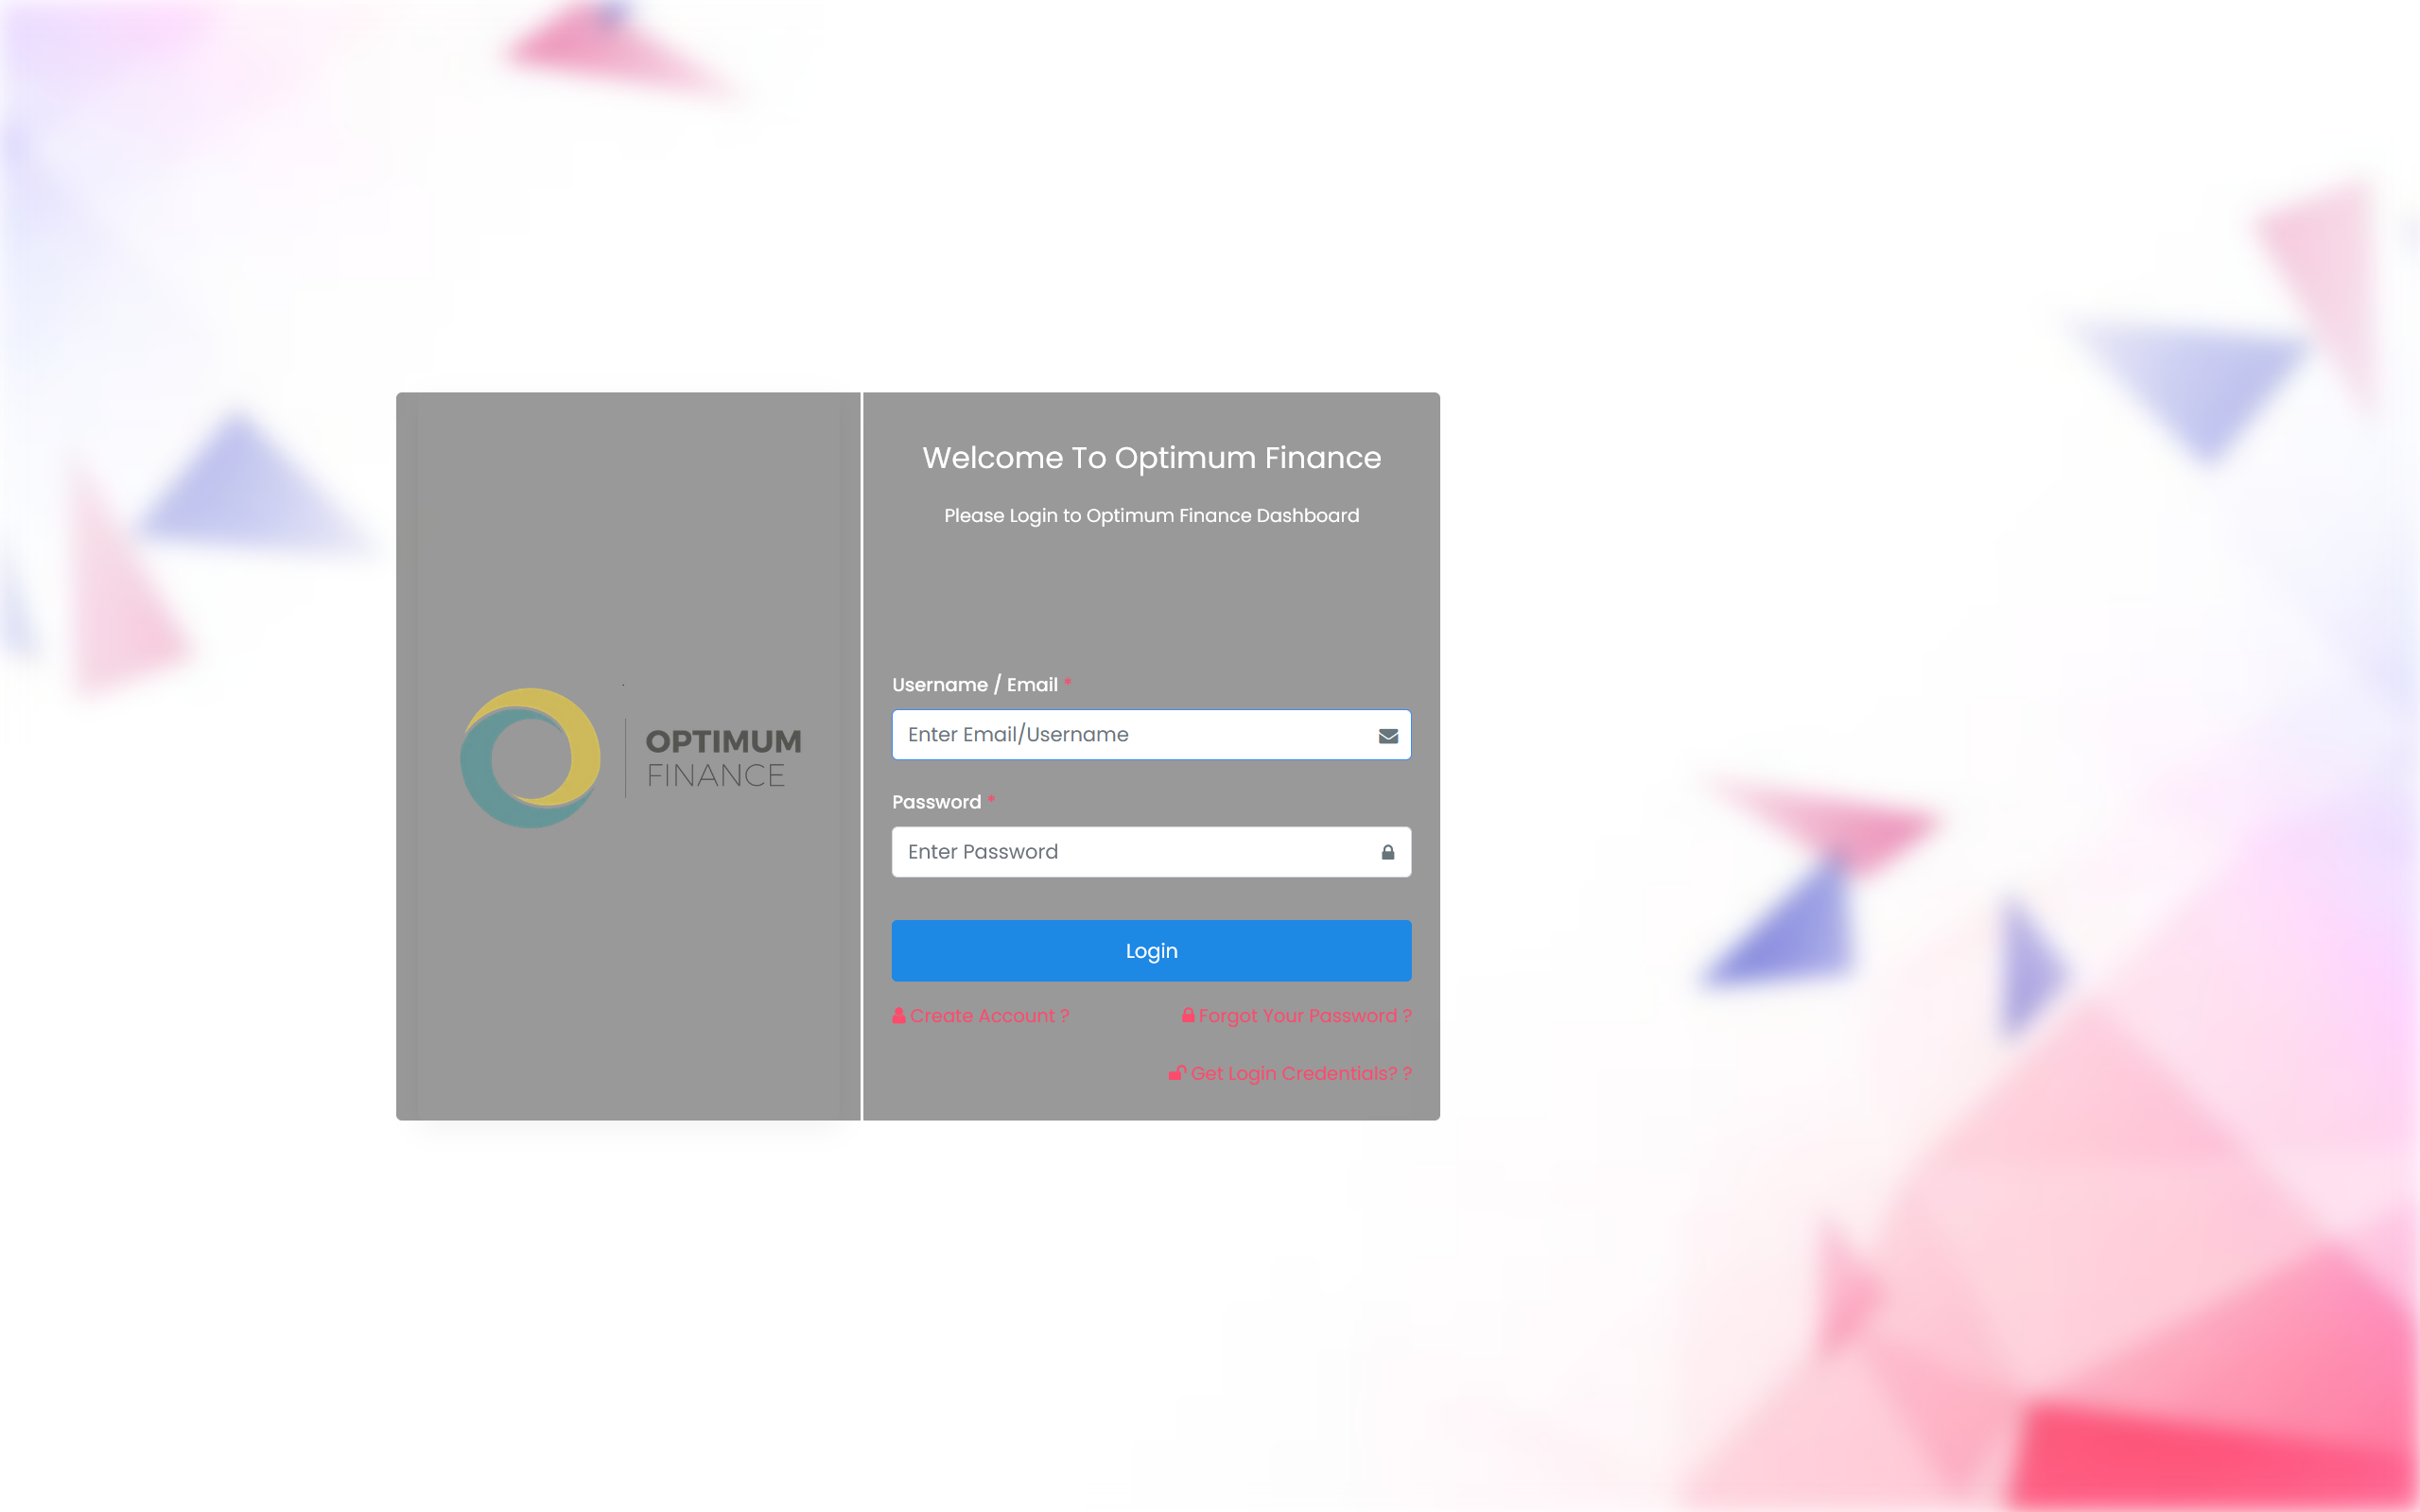 OPTIMUM
FINANCE
Welcome To Optimum Finance
Please Login to Optimum Finance Dashboard
Username / Email *
Enter Email/Username
Password *
Enter Password
Login
Create Account ?
Forgot Your Password ?
Get Login Credentials? ?